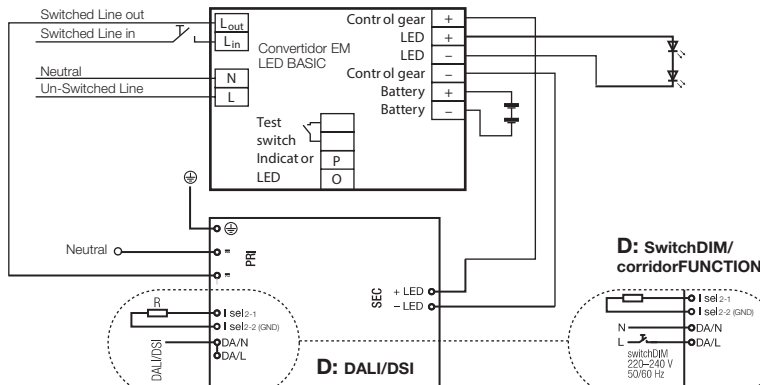 Switched Line out
Switched Line in
Neutral
Un-Switched Line
Lout
Lin
N
L
Convertidor EM
LED BASIC
Test
switch
Indicator
LED
P
O
Control gear +
LED +
LED –
Control gear –
Battery +
Battery –
Neutral
PRI
SEC
+ LED
– LED
R
I sel2-1
I sel2-2 (GND)
DA/N
DA/L
DALI/DSI
D: DALI/DSI
D: SwitchDIM/
corridorFUNCTION
I sel2-1
I sel2-2 (GND)
N
DA/N
L
DA/L
switchDIM
220–240 V
50/60 Hz